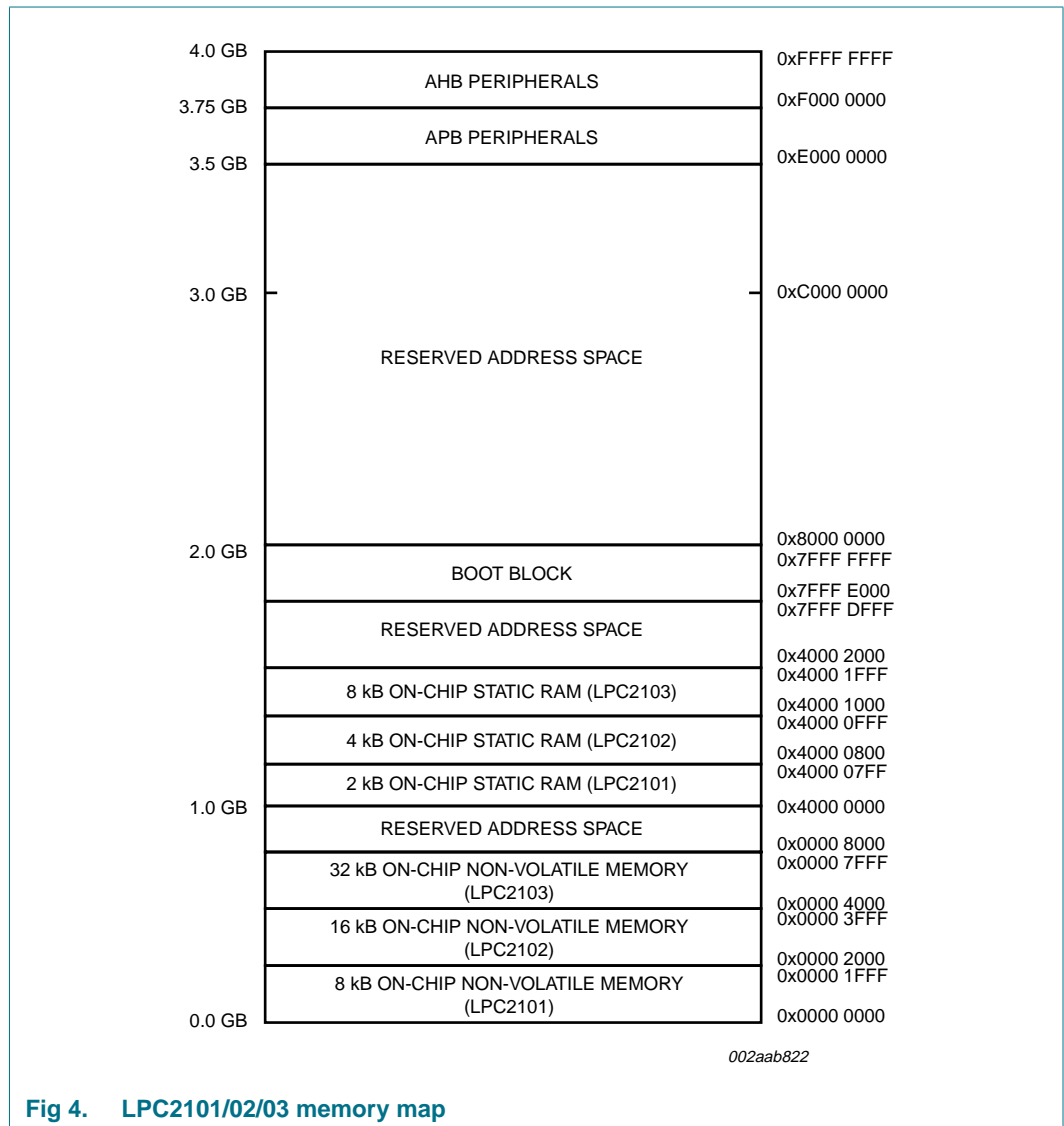 4.0 GB
0xFFFF FFFF
AHB PERIPHERALS
3.75 GB
0xF000 0000
APB PERIPHERALS
3.5 GB
0xE000 0000
3.0 GB
0xC000 0000
RESERVED ADDRESS SPACE
2.0 GB
0x8000 0000
0x7FFF FFFF
BOOT BLOCK
0x7FFF E000
0x7FFF DFFF
RESERVED ADDRESS SPACE
0x4000 2000
0x4000 1FFF
8 kB ON-CHIP STATIC RAM (LPC2103)
0x4000 1000
0x4000 0FFF
4 kB ON-CHIP STATIC RAM (LPC2102)
0x4000 0800
0x4000 07FF
2 kB ON-CHIP STATIC RAM (LPC2101)
1.0 GB
0x4000 0000
RESERVED ADDRESS SPACE
0x0000 8000
0x0000 7FFF
32 kB ON-CHIP NON-VOLATILE MEMORY
(LPC2103)
0x0000 4000
0x0000 3FFF
16 kB ON-CHIP NON-VOLATILE MEMORY
(LPC2102)
0x0000 2000
0x0000 1FFF
8 kB ON-CHIP NON-VOLATILE MEMORY
(LPC2101)
0.0 GB
0x0000 0000
002aab822
Fig 4. LPC2101/02/03 memory map